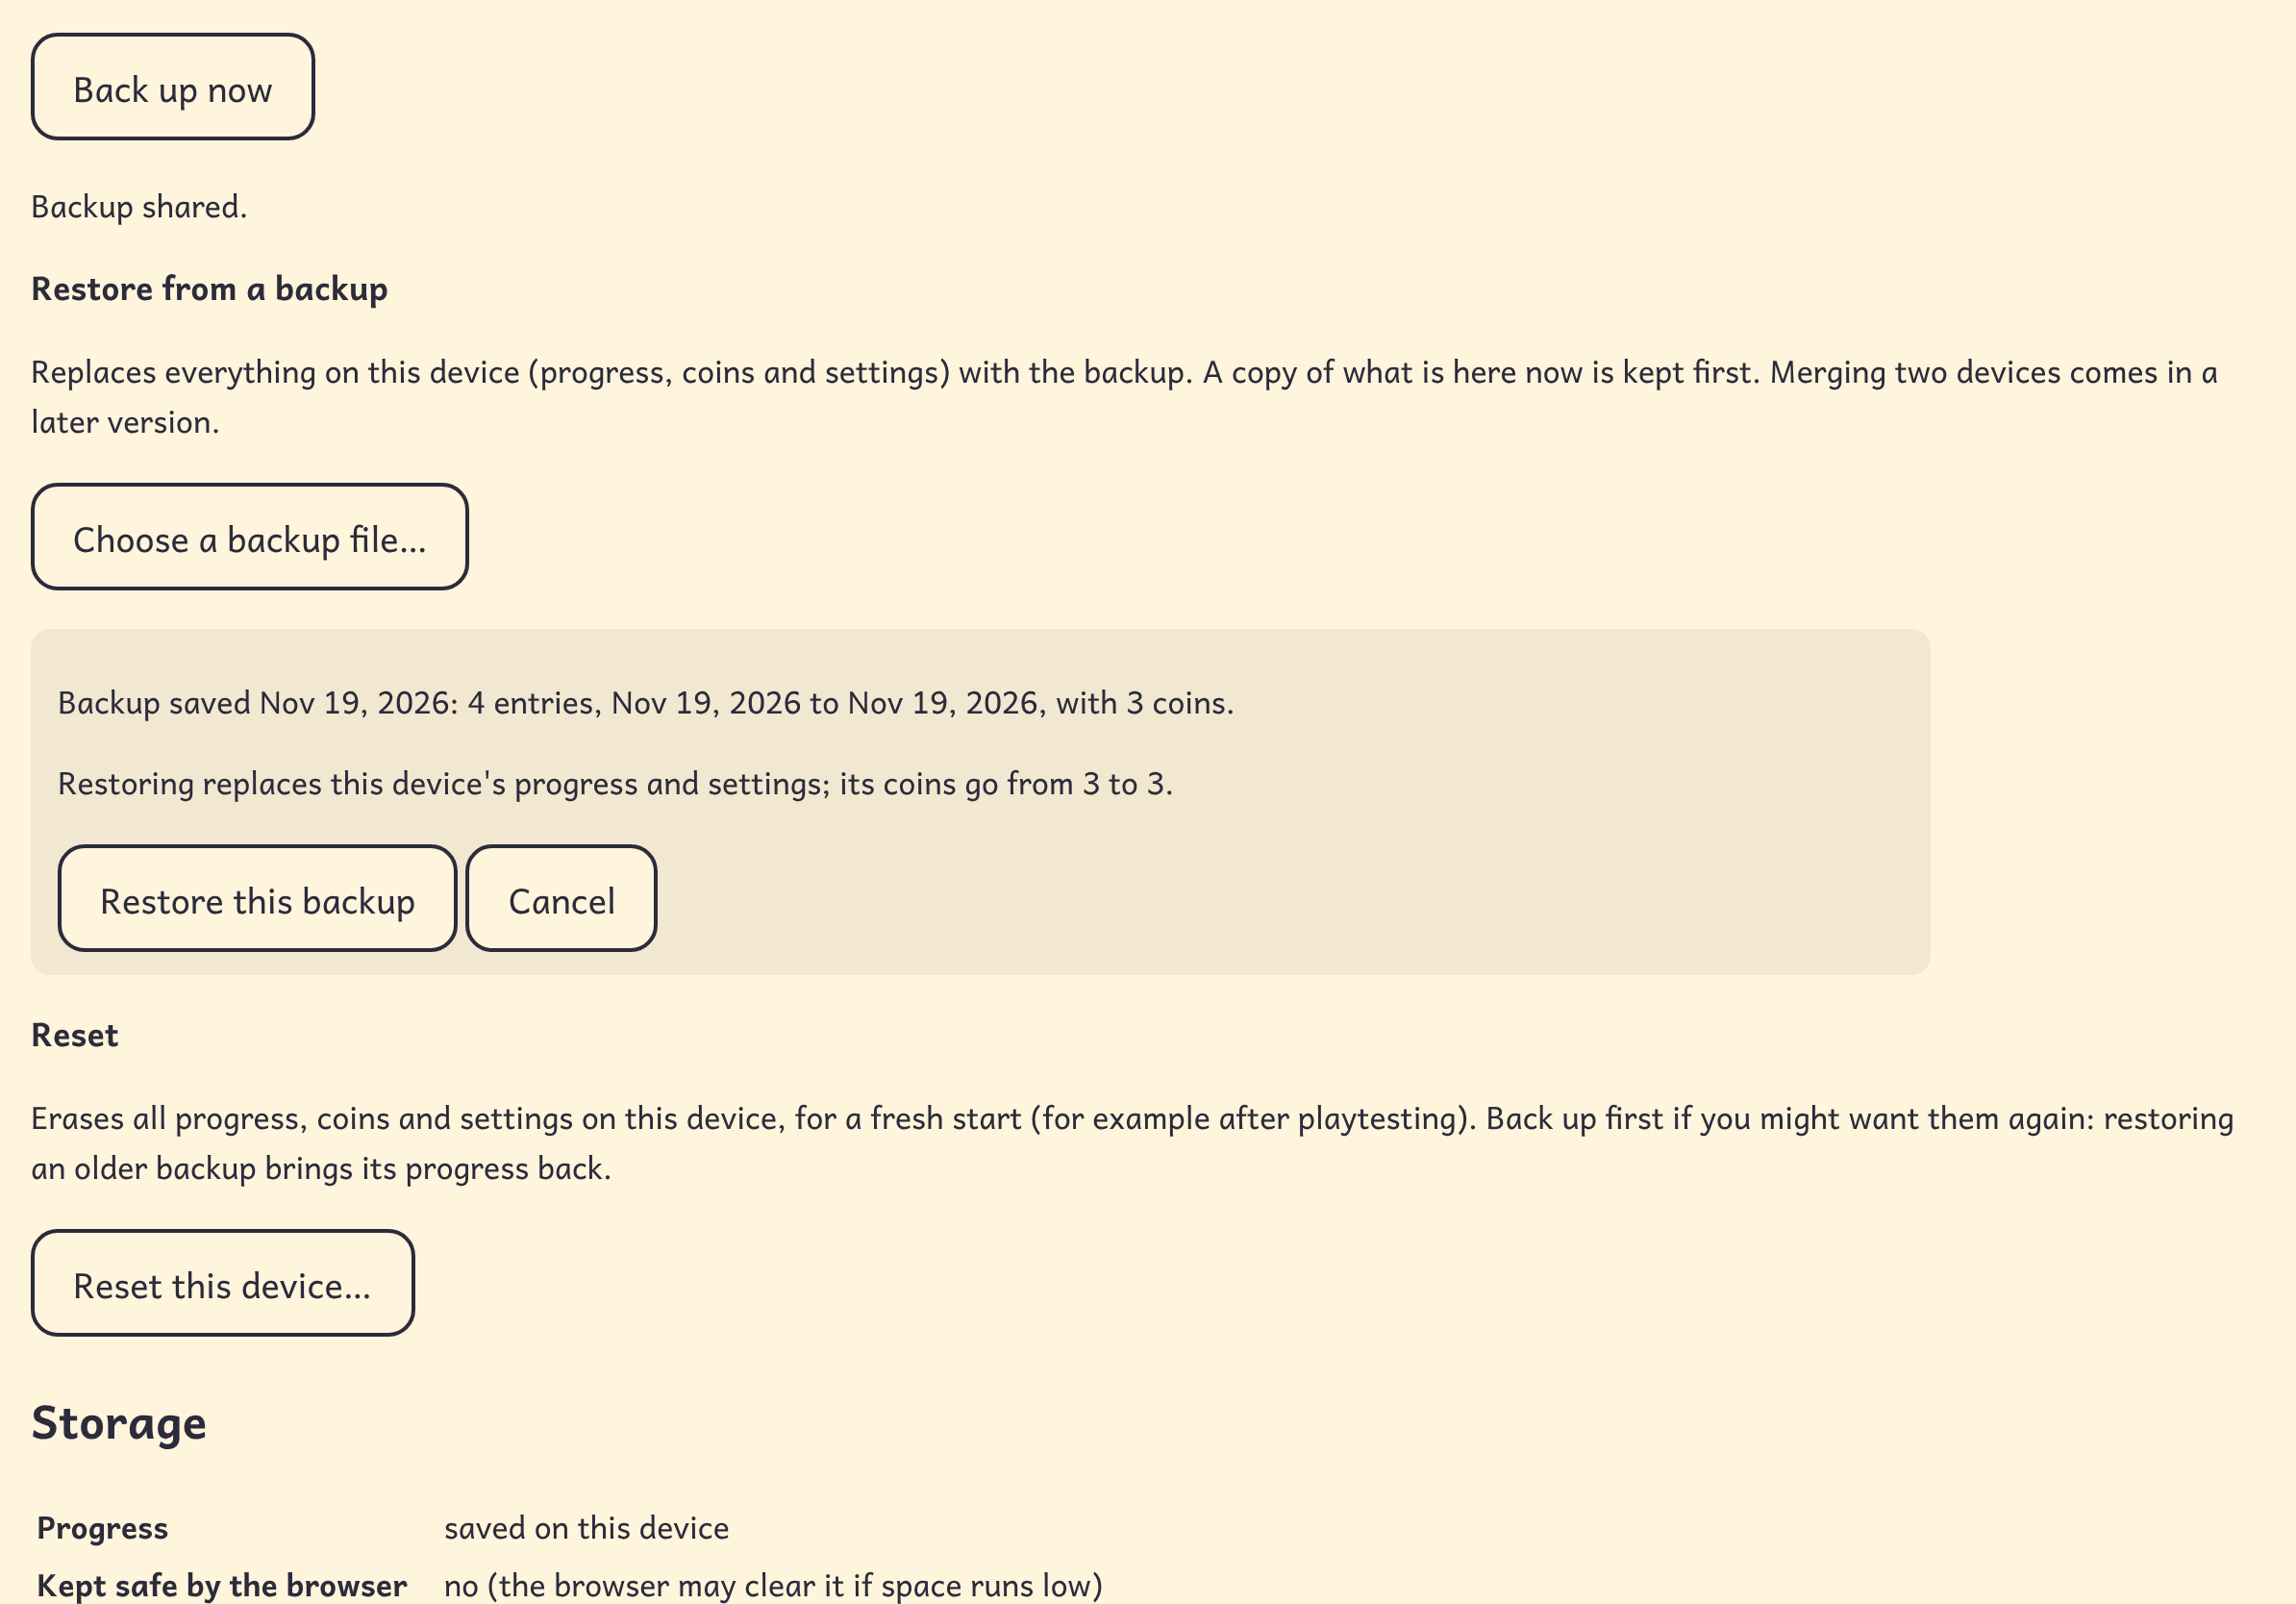 Back up now
Backup shared.
Restore from a backup
Replaces everything on this device (progress, coins and settings) with the backup. A copy of what is here now is kept first. Merging two devices comes in a
later version.
Choose a backup file...
Backup saved Nov 19, 2026: 4 entries, Nov 19, 2026 to Nov 19, 2026, with 3 coins.
Restoring replaces this device's progress and settings; its coins go from 3 to 3.
Restore this backup Cancel
Reset
Erases all progress, coins and settings on this device, for a fresh start (for example after playtesting). Back up first if you might want them again: restoring
an older backup brings its progress back.
Reset this device...
Storage
Progress saved on this device
Kept safe by the browser no (the browser may clear it if space runs low)